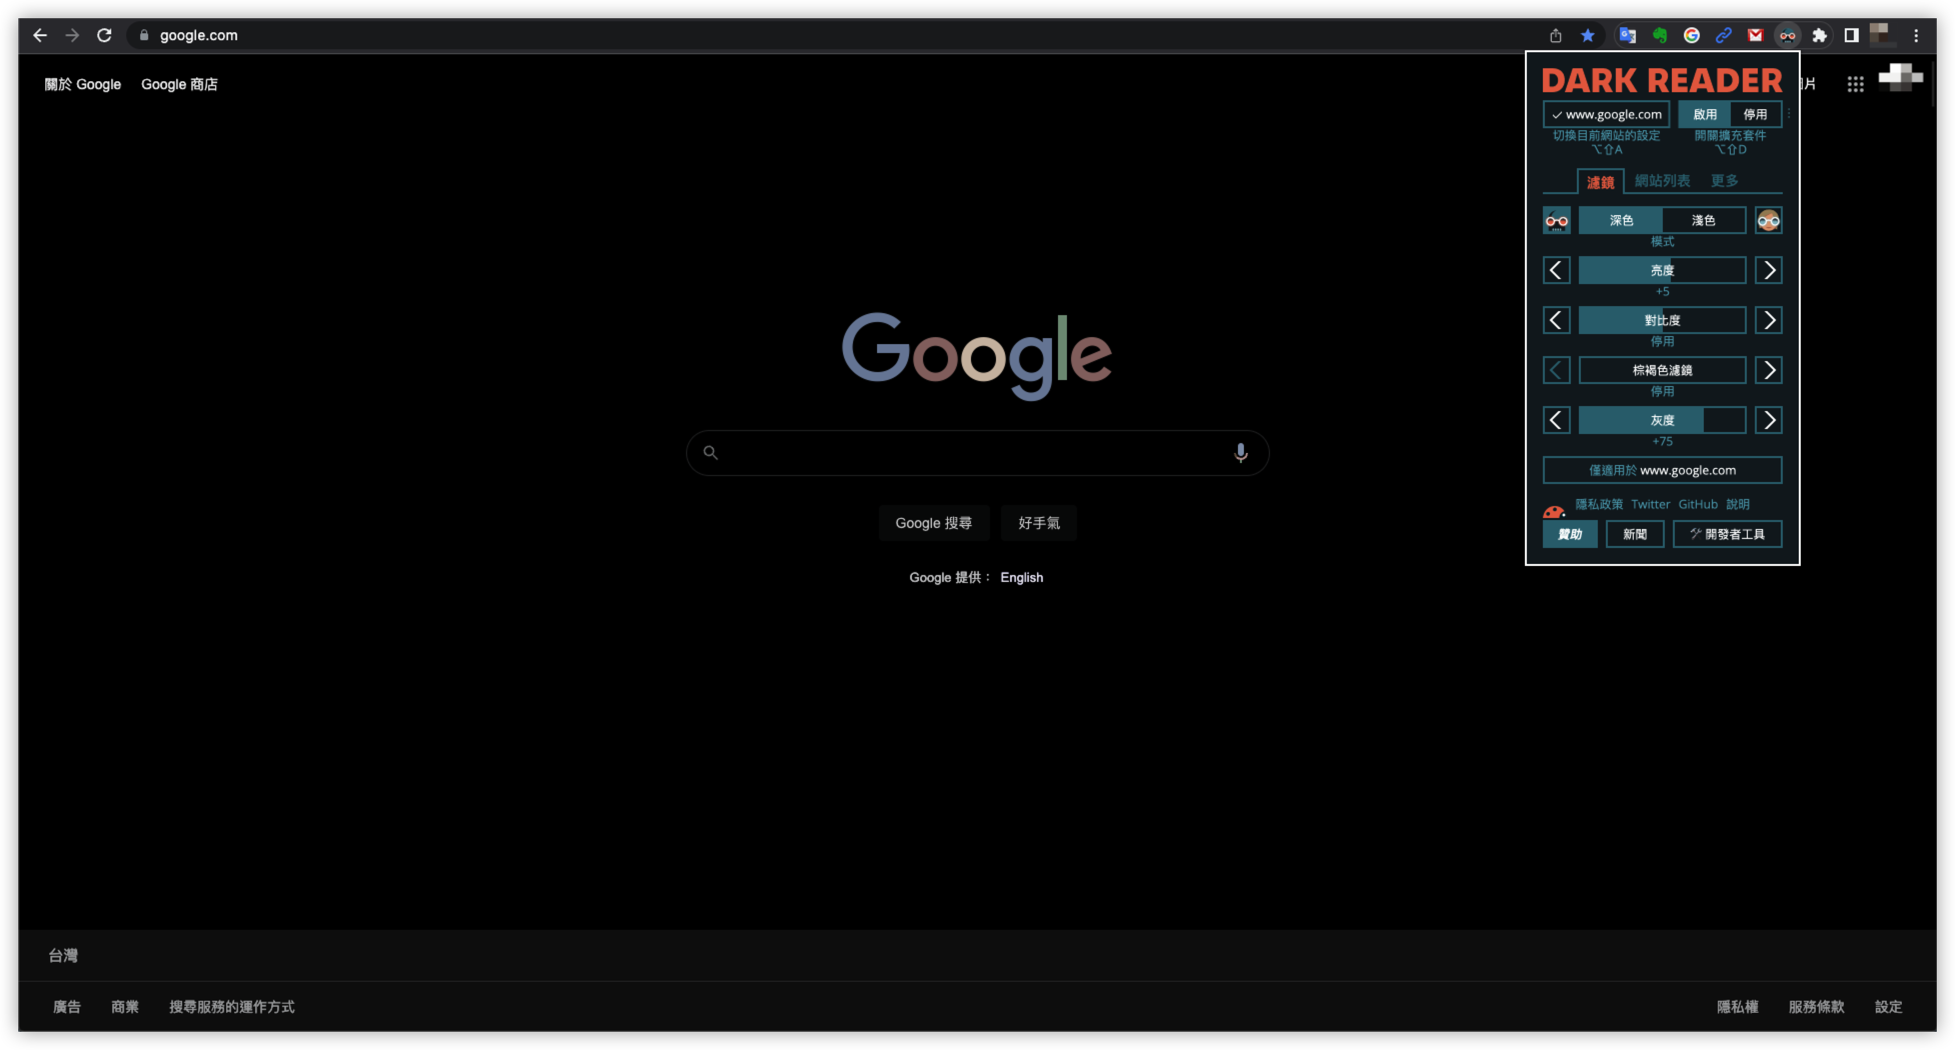 google.com
關於 Google Google 商店
片
DARK READER
www.google.com 啟用 停用
切換目前網站的設定 開關擴充套件
⌥⇧A ⌥⇧D
濾鏡 網站列表 更多
深色 淺色
模式
亮度
+5
對比度
停用
棕褐色濾鏡
停用
灰度
+75
僅適用於 www.google.com
隱私政策 Twitter GitHub 說明
贊助 新聞 開發者工具
Google
Google 搜尋 好手氣
Google 提供： English
台灣
廣告 商業 搜尋服務的運作方式 隱私權 服務條款 設定